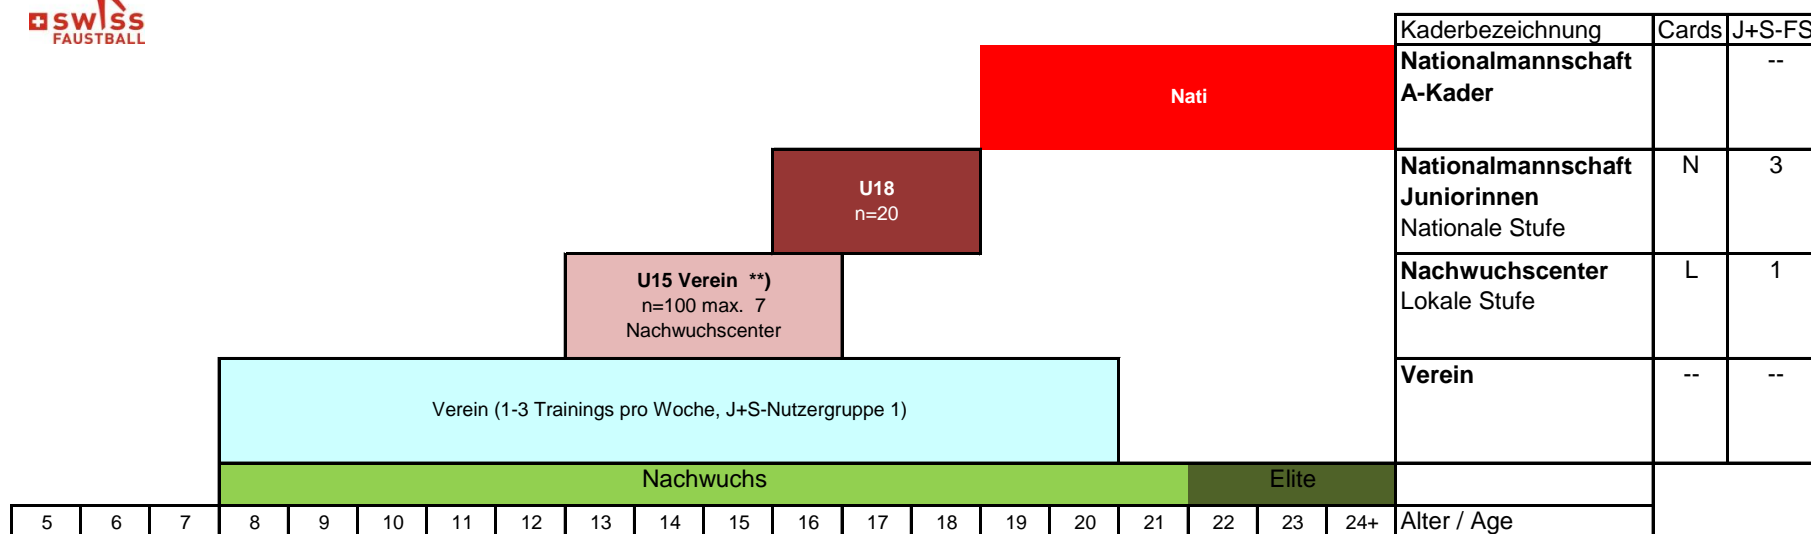 SWISS
FAUSTBALL
Kaderbezeichnung Cards J+S-FS
Nationalmannschaft --
A-Kader
Nati
Nationalmannschaft N 3
Juniorinnen
Nationale Stufe
U18
n=20
Nachwuchscenter L 1
Lokale Stufe
U15 Verein **)
n=100 max. 7
Nachwuchscenter
Verein -- --
Verein (1-3 Trainings pro Woche, J+S-Nutzergruppe 1)
Nachwuchs Elite
5 6 7 8 9 10 11 12 13 14 15 16 17 18 19 20 21 22 23 24+ Alter / Age